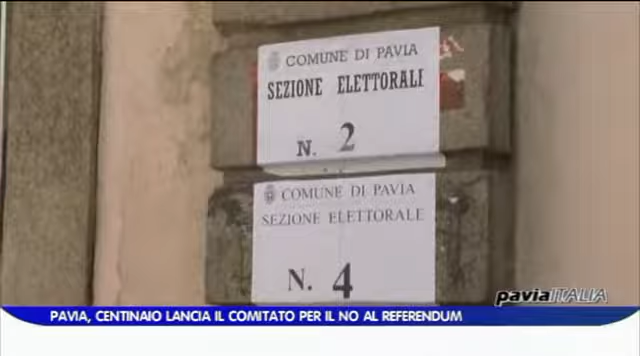 COMUNE DI PAVIA
SEZIONE ELETTORALI
N. 2
COMUNE DI PAVIA
SEZIONE ELETTORALE
N. 4
paviaITALIA
PAVIA, CENTINAIO LANCIA IL COMITATO PER IL NO AL REFERENDUM